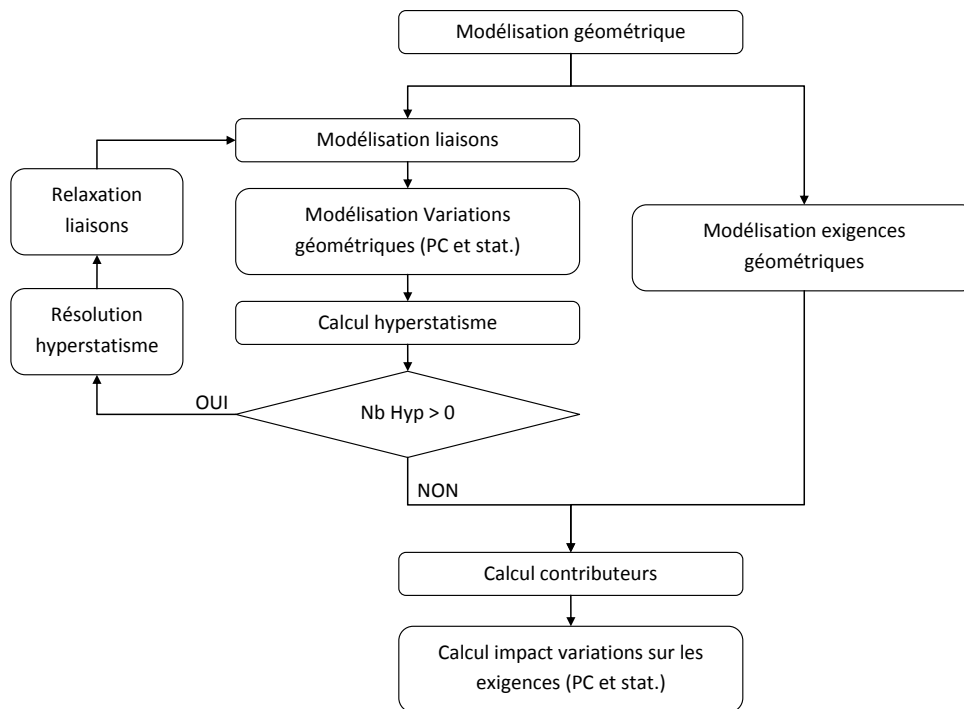 Modélisation géométrique
Modélisation liaisons
Relaxation
liaisons
Modélisation Variations
géométriques (PC et stat.)
Modélisation exigences
géométriques
Résolution
hyperstatisme
Calcul hyperstatisme
OUI
Nb Hyp > 0
NON
Calcul contributeurs
Calcul impact variations sur les
exigences (PC et stat.)